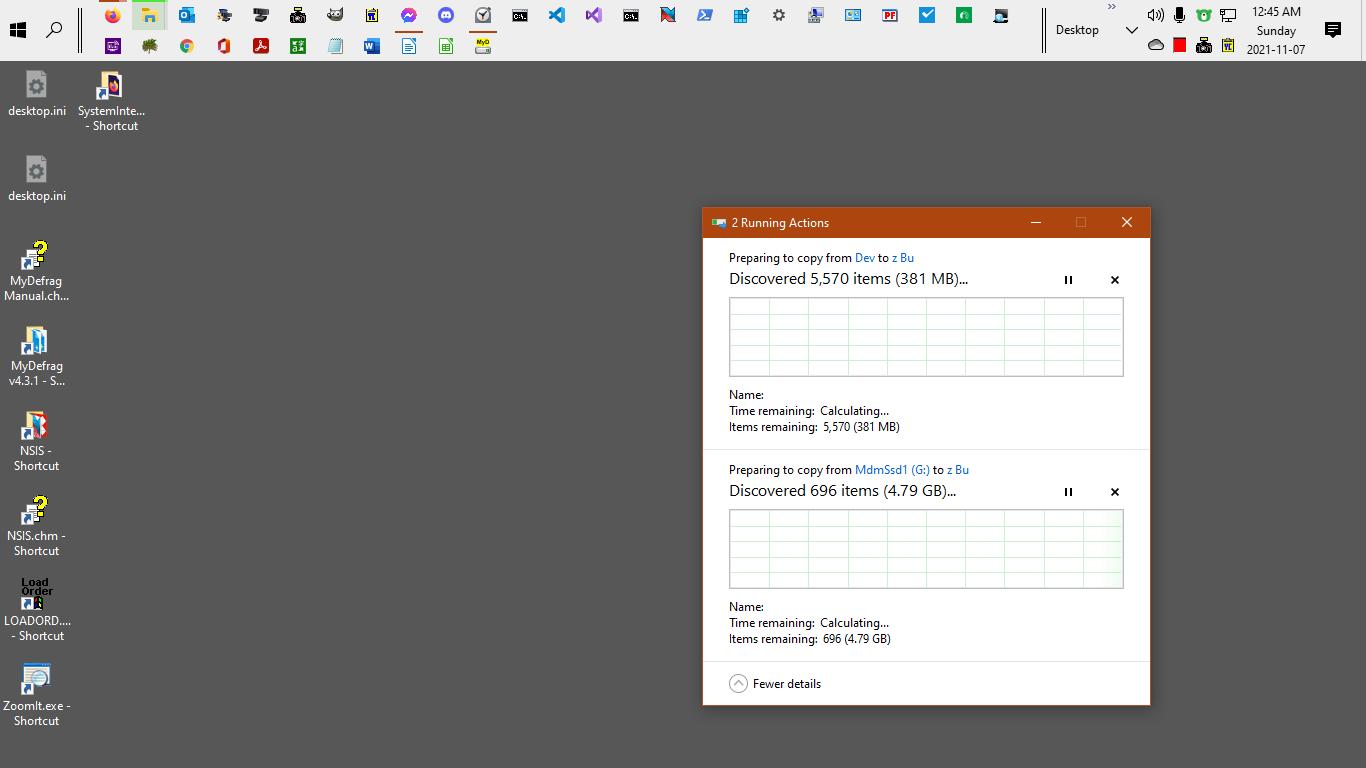 Desktop
»
12:45 AM
Sunday
2021-11-07
PF
W
MyD
desktop.ini
SystemInte...
- Shortcut
desktop.ini
MyDefrag
Manual.ch...
MyDefrag
v4.3.1 - S...
NSIS -
Shortcut
NSIS.chm -
Shortcut
Load
Order
LOADORD....
- Shortcut
ZoomIt.exe -
Shortcut
2 Running Actions
Preparing to copy from Dev to z Bu
Discovered 5,570 items (381 MB)...
Name:
Time remaining: Calculating...
Items remaining: 5,570 (381 MB)
Preparing to copy from MdmSsd1 (G:) to z Bu
Discovered 696 items (4.79 GB)...
Name:
Time remaining: Calculating...
Items remaining: 696 (4.79 GB)
Fewer details